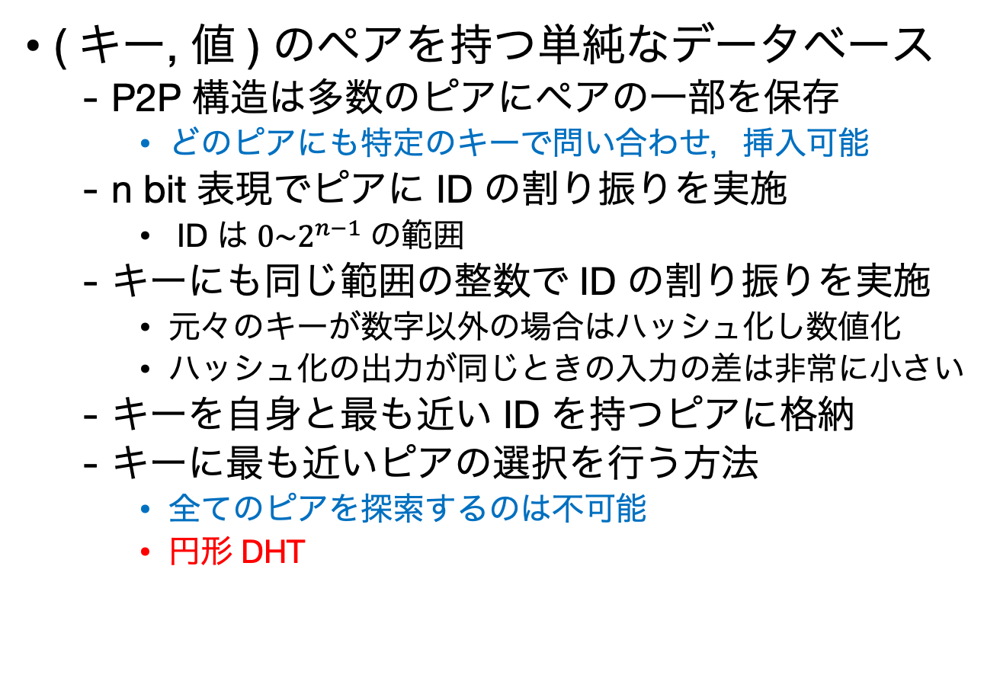 • ( キー, 値 ) のペアを持つ単純なデータベース
- P2P 構造は多数のピアにペアの一部を保存
• どのピアにも特定のキーで問い合わせ，挿入可能
- n bit 表現でピアに ID の割り振りを実施
• ID は 0~2ⁿ⁻¹ の範囲
- キーにも同じ範囲の整数で ID の割り振りを実施
• 元々のキーが数字以外の場合はハッシュ化し数値化
• ハッシュ化の出力が同じときの入力の差は非常に小さい
- キーを自身と最も近い ID を持つピアに格納
- キーに最も近いピアの選択を行う方法
• 全てのピアを探索するのは不可能
• 円形 DHT